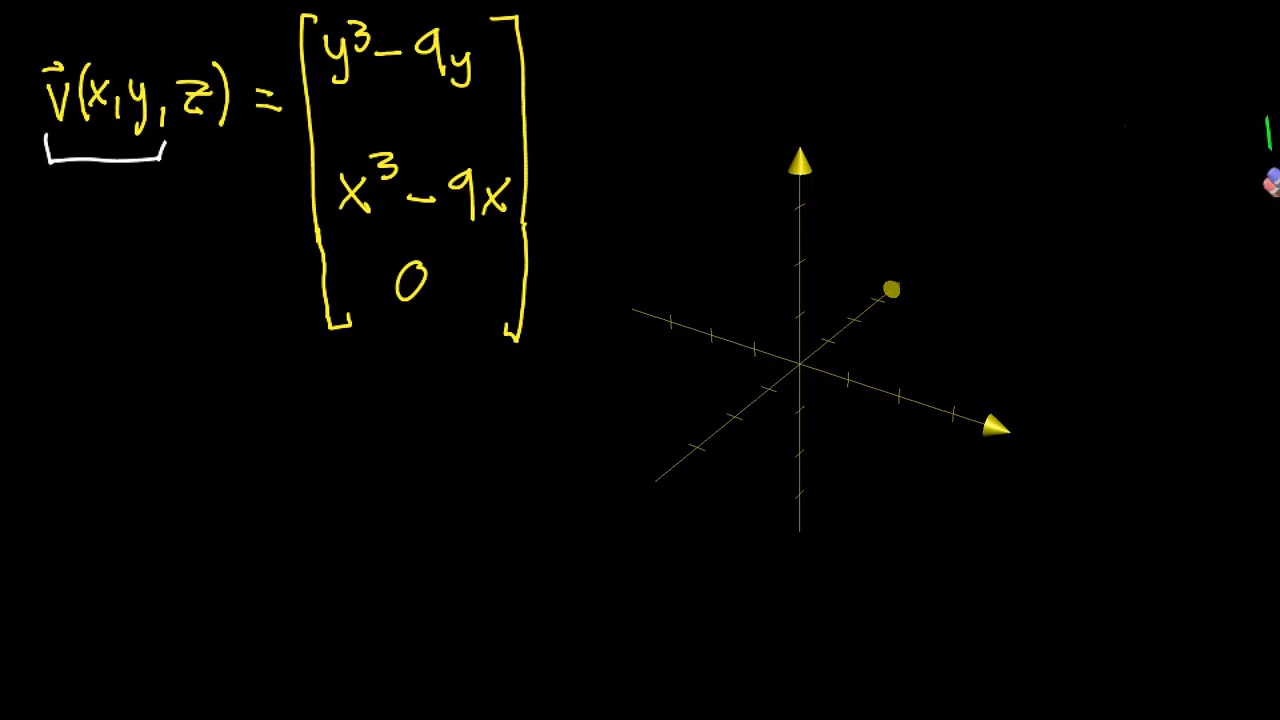 v⃗(x,y,z) = [ y³ - 9y
x³ - 9x
0 ]